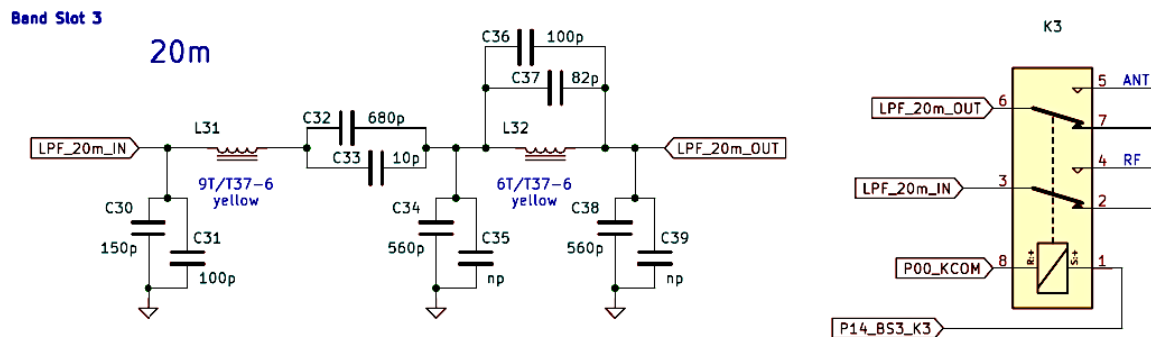 Band Slot 3
20m
C36
100p
C37
82p
L31
C32
680p
C33
10p
L32
LPF_20m_IN
LPF_20m_OUT
9T/T37-6
yellow
6T/T37-6
yellow
C30
150p
C31
100p
C34
560p
C35
np
C38
560p
C39
np
K3
5
ANT
LPF_20m_OUT
6
7
4
RF
LPF_20m_IN
3
2
R:+
S:+
P00_KCOM
8
1
P14_BS3_K3